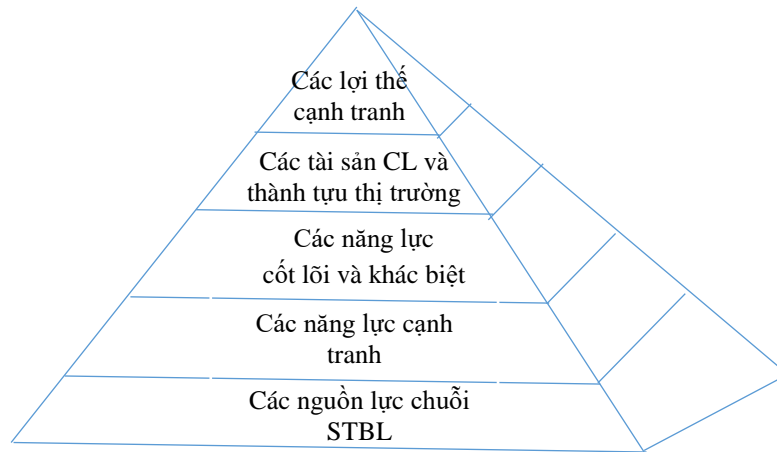 Các lợi thế
cạnh tranh
Các tài sản CL và
thành tựu thị trường
Các năng lực
cốt lõi và khác biệt
Các năng lực cạnh
tranh
Các nguồn lực chuỗi
STBL